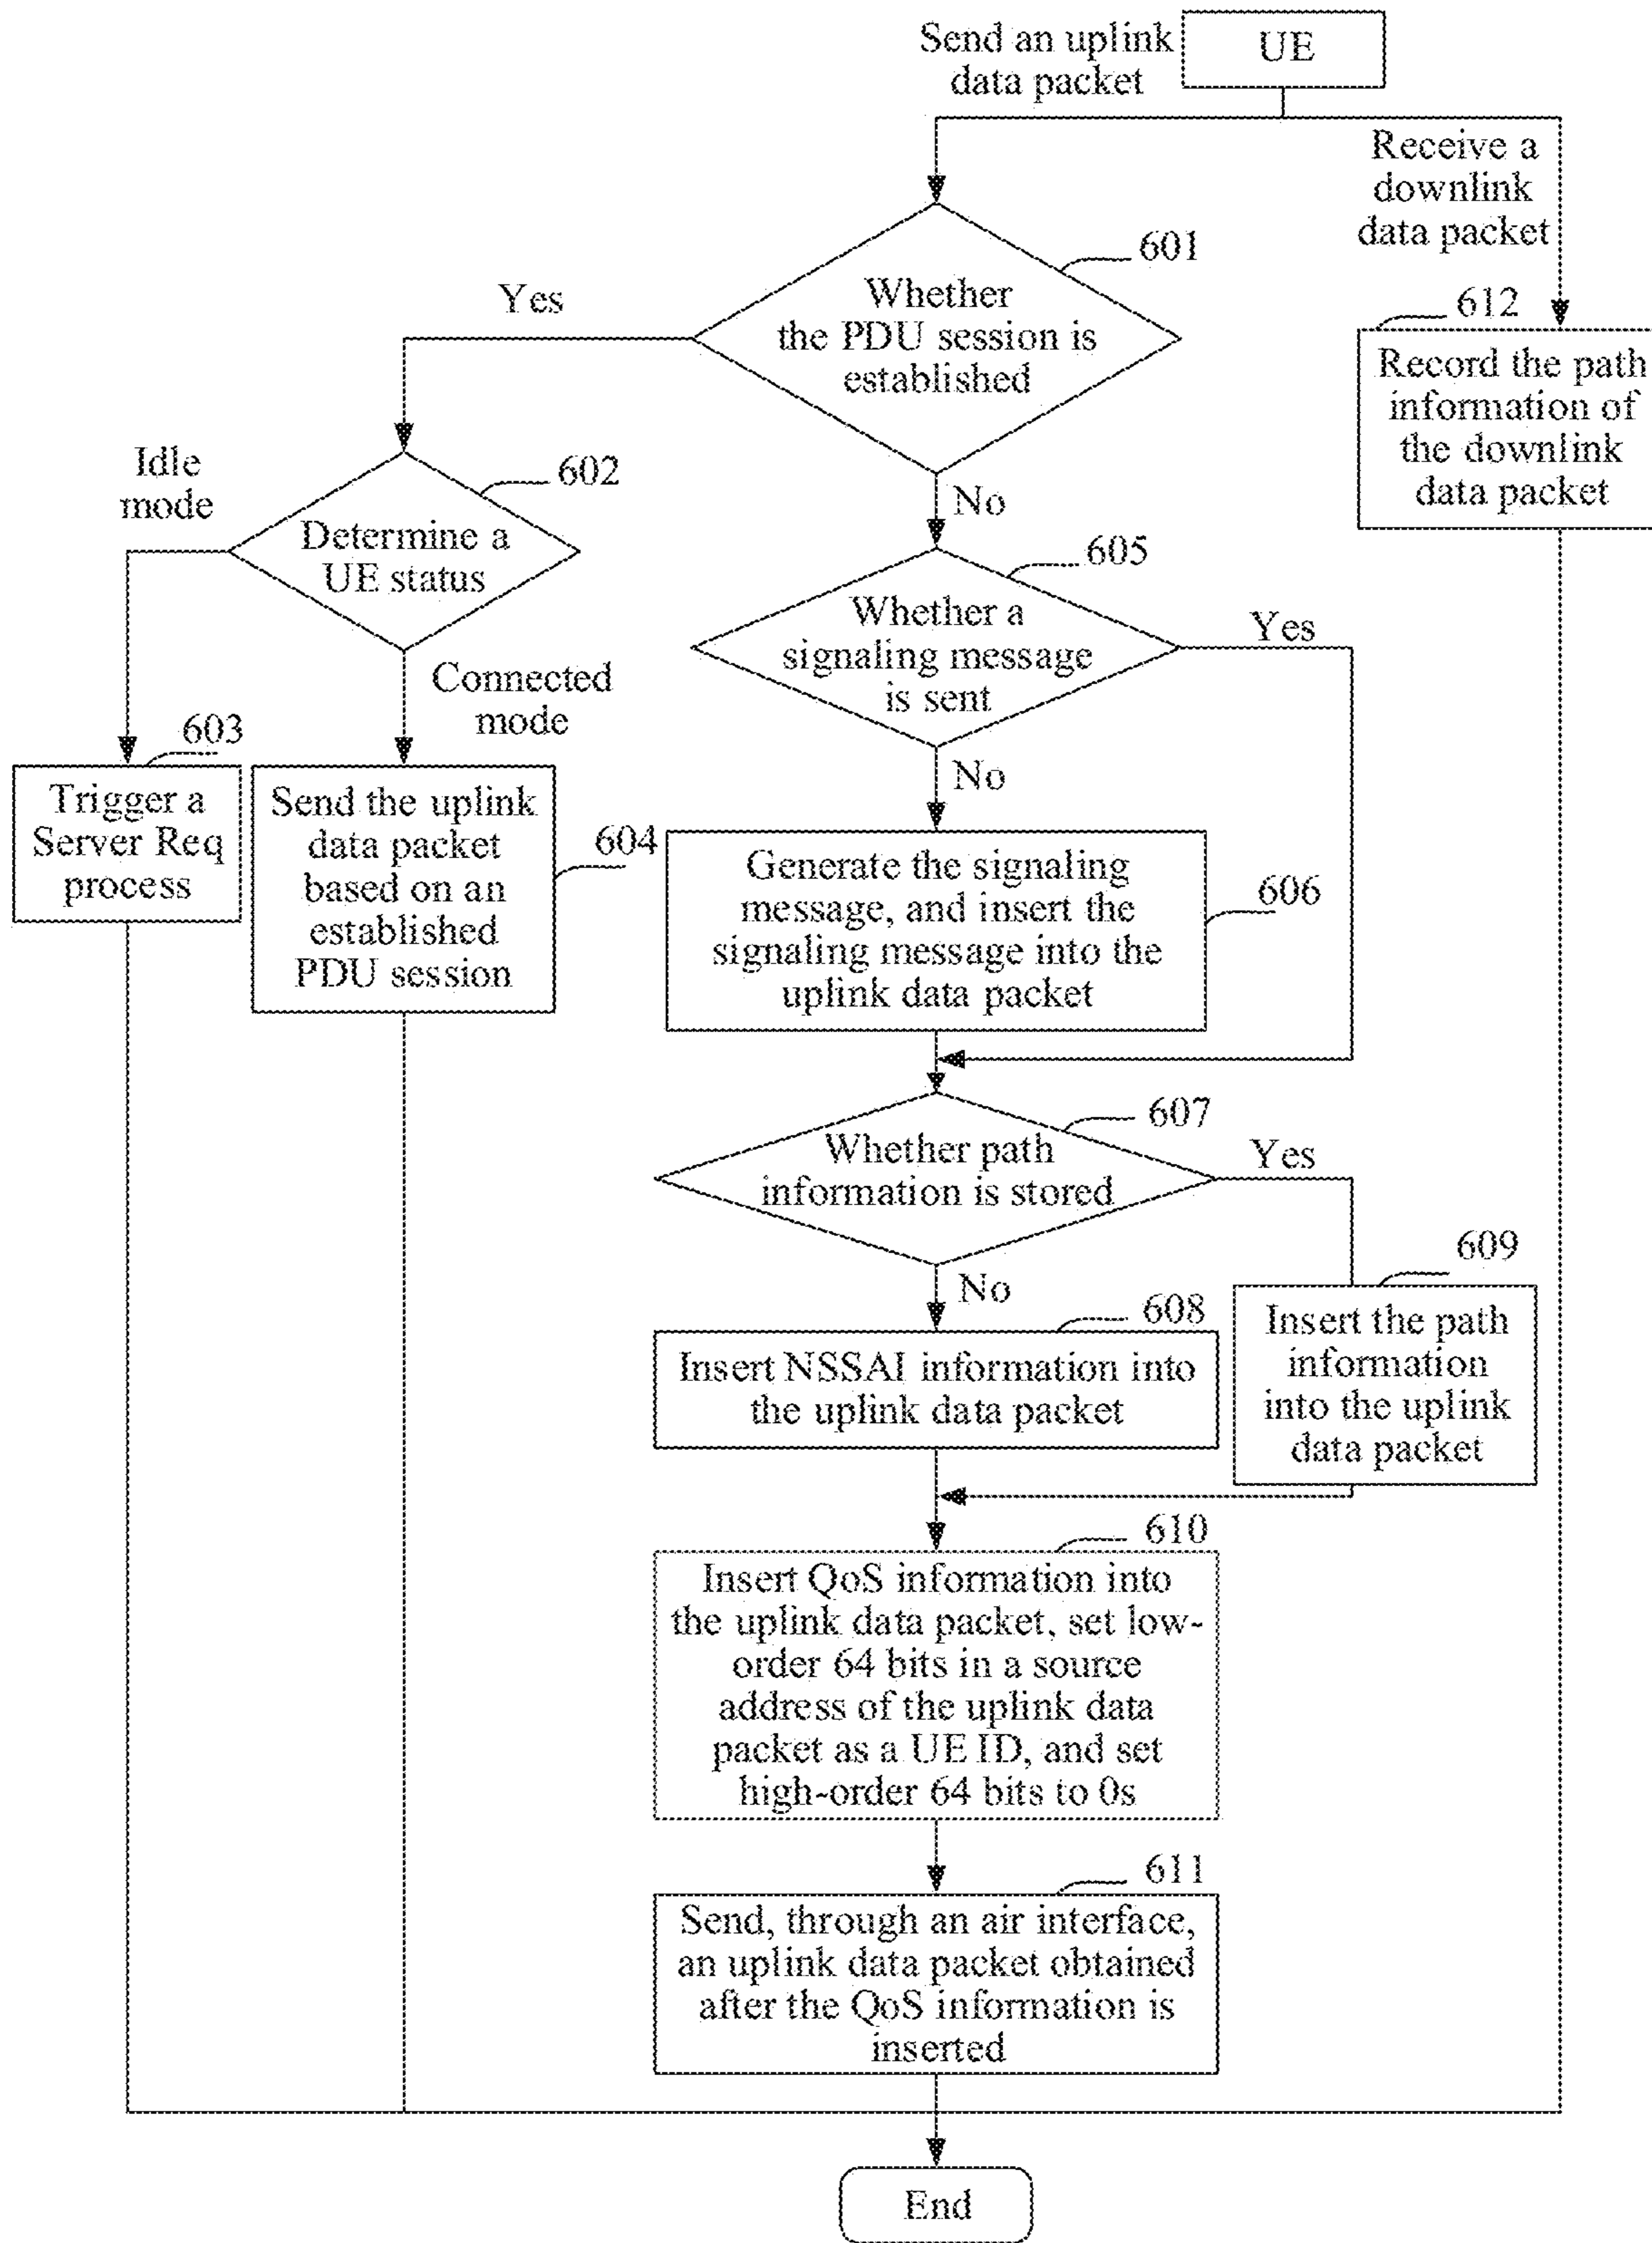 Send an uplink
data packet
UE
Receive a
downlink
data packet
601
Whether
the PDU session is
established
Yes
612
Record the path
information of
the downlink
data packet
Idle
mode
602
Determine a
UE status
No
605
Whether a
signaling message
is sent
Yes
Connected
mode
603
Trigger a
Server Req
process
Send the uplink
data packet
based on an
established
PDU session
604
No
Generate the signaling
message, and insert the
signaling message into the
uplink data packet
606
607
Whether path
information is stored
Yes
No
608
Insert NSSAI information into
the uplink data packet
609
Insert the path
information
into the uplink
data packet
610
Insert QoS information into
the uplink data packet, set low-
order 64 bits in a source
address of the uplink data
packet as a UE ID, and set
high-order 64 bits to 0s
611
Send, through an air interface,
an uplink data packet obtained
after the QoS information is
inserted
End